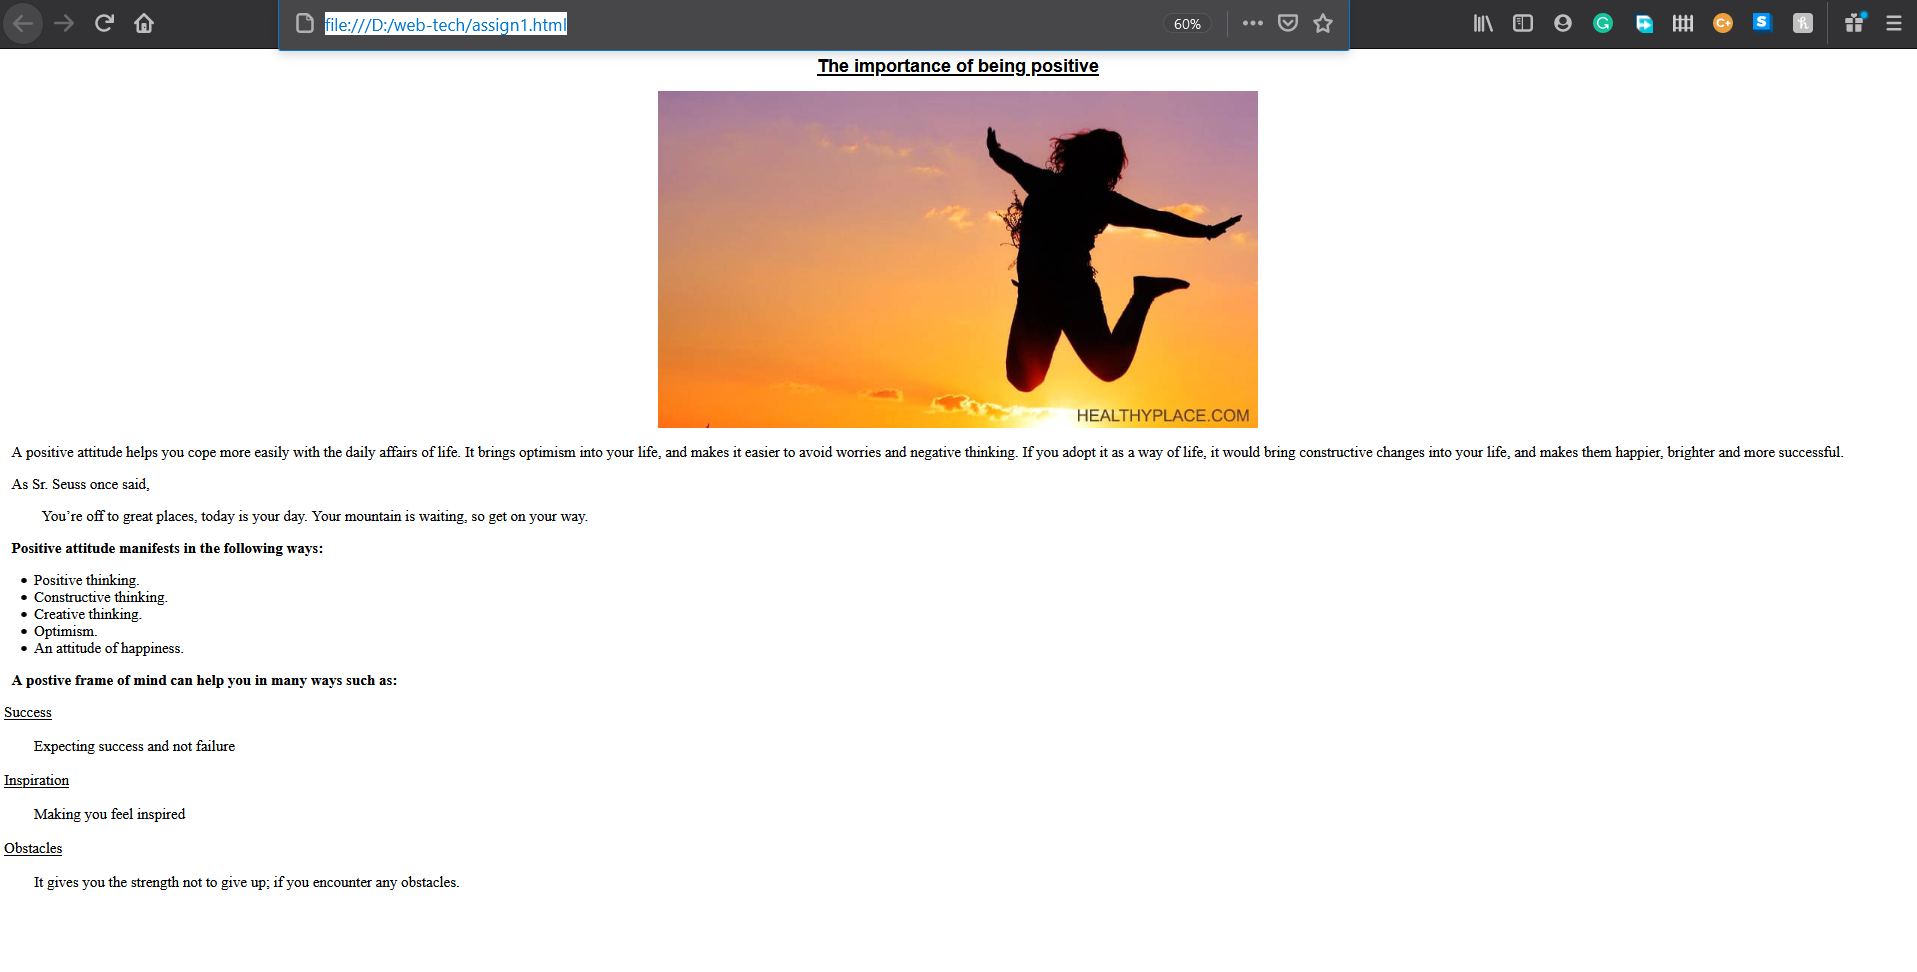 file:///D:/web-tech/assign1.html
60%
The importance of being positive
HEALTHYPLACE.COM
A positive attitude helps you cope more easily with the daily affairs of life. It brings optimism into your life, and makes it easier to avoid worries and negative thinking. If you adopt it as a way of life, it would bring constructive changes into your life, and makes them happier, brighter and more successful.
As Sr. Seuss once said,
You’re off to great places, today is your day. Your mountain is waiting, so get on your way.
Positive attitude manifests in the following ways:
• Positive thinking.
• Constructive thinking.
• Creative thinking.
• Optimism.
• An attitude of happiness.
A postive frame of mind can help you in many ways such as:
Success
Expecting success and not failure
Inspiration
Making you feel inspired
Obstacles
It gives you the strength not to give up; if you encounter any obstacles.